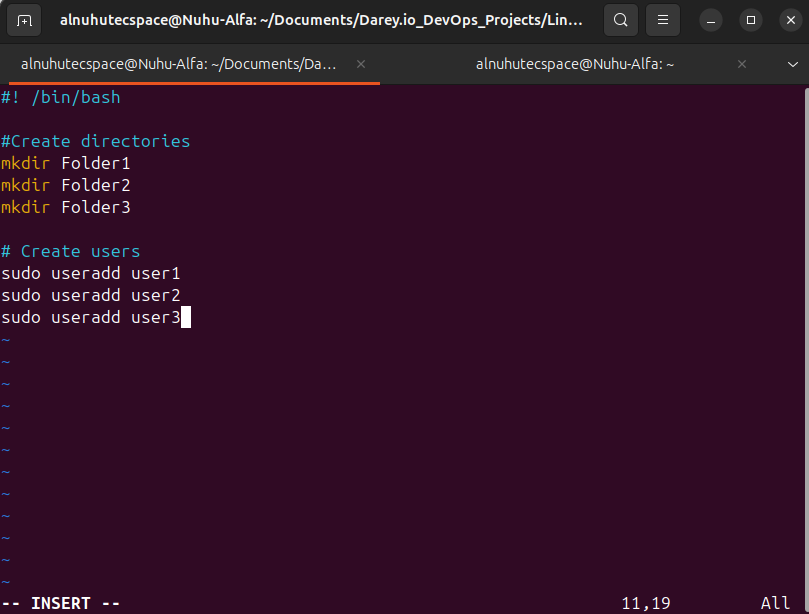 alnuhutecspace@Nuhu-Alfa: ~/Documents/Darey.io_DevOps_Projects/Lin...
alnuhutecspace@Nuhu-Alfa: ~/Documents/Da...
alnuhutecspace@Nuhu-Alfa: ~
#! /bin/bash
#Create directories
mkdir Folder1
mkdir Folder2
mkdir Folder3
# Create users
sudo useradd user1
sudo useradd user2
sudo useradd user3
~
~
~
~
~
~
~
~
~
~
~
~
-- INSERT -- 11,19 All